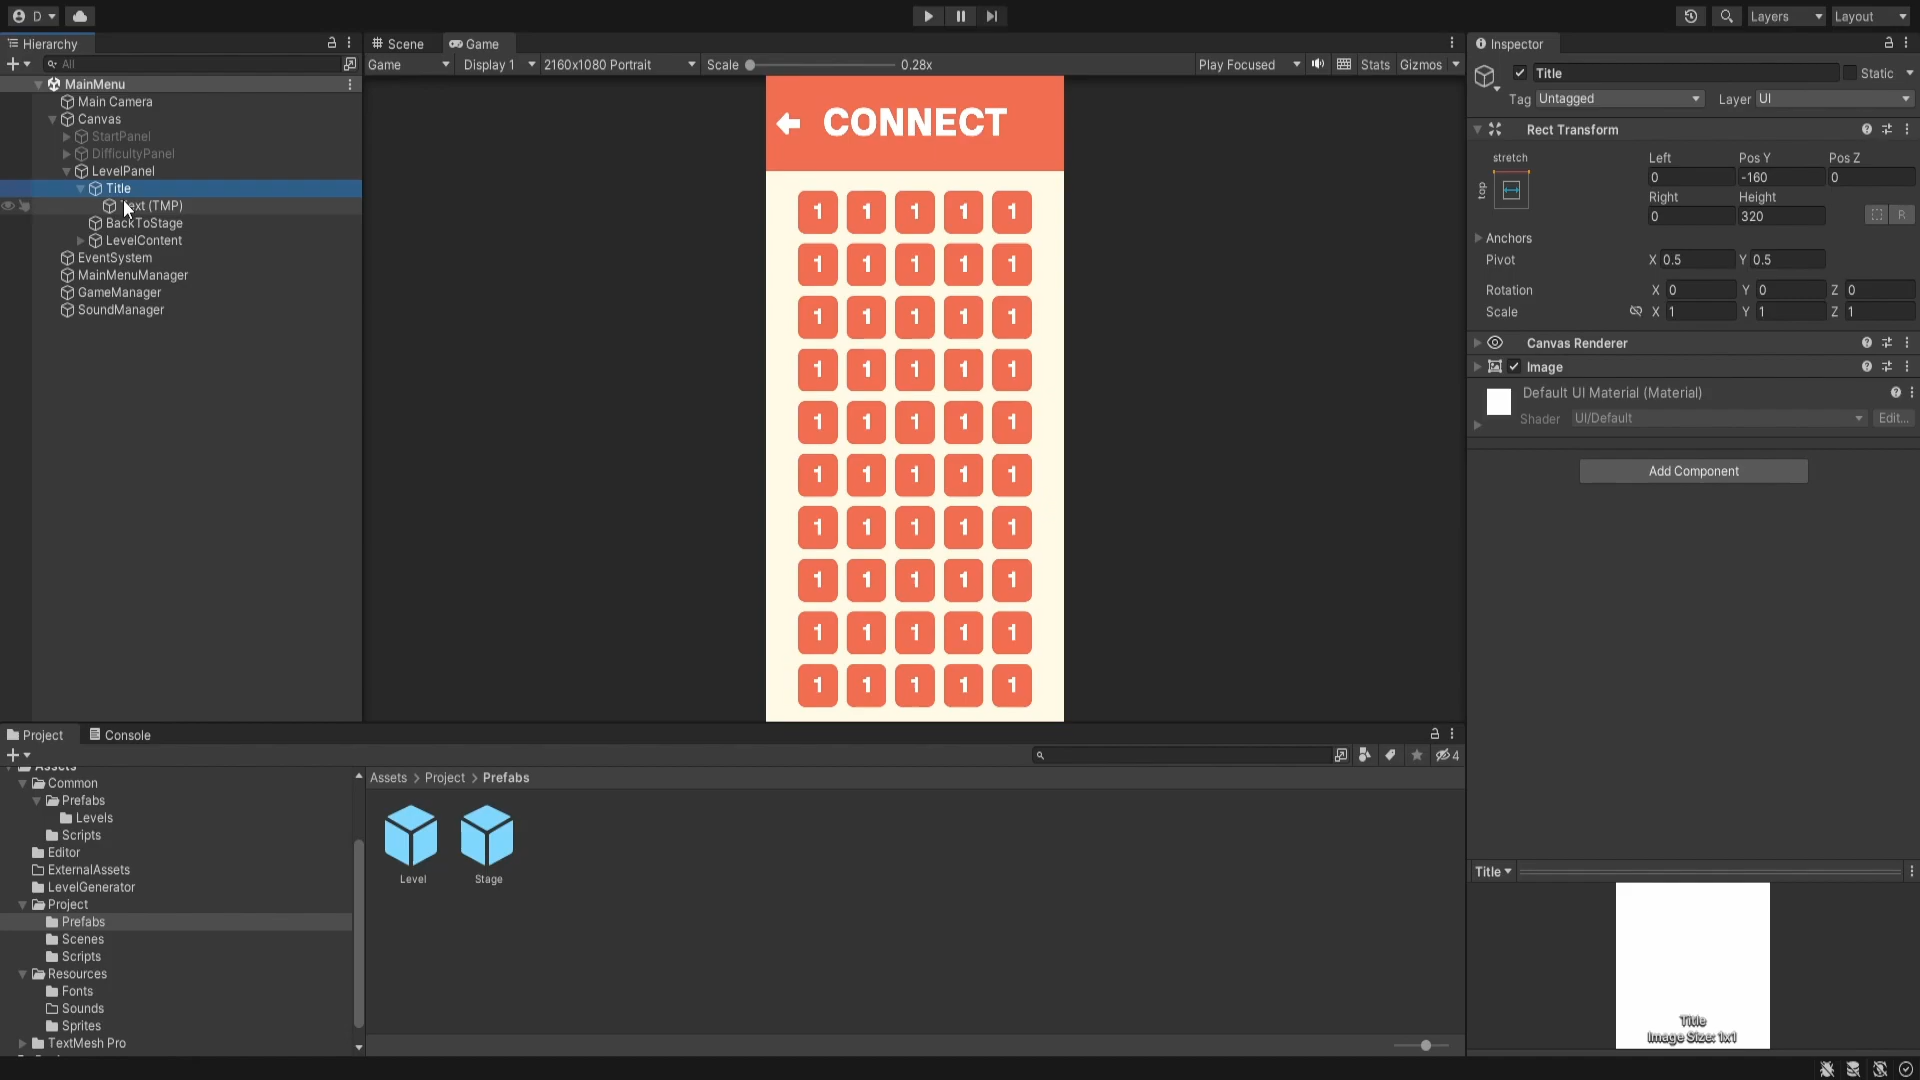 D
Layers
Layout
Hierarchy
Scene
Game
Inspector
All
Game
Display 1
2160x1080 Portrait
Scale
0.28x
Play Focused
Stats
Gizmos
Title
Static
Tag
Untagged
Layer
UI
MainMenu
Main Camera
Canvas
StartPanel
DifficultyPanel
LevelPanel
Title
Text (TMP)
BackToStage
LevelContent
EventSystem
MainMenuManager
GameManager
SoundManager
CONNECT
1 1 1 1 1
1 1 1 1 1
1 1 1 1 1
1 1 1 1 1
1 1 1 1 1
1 1 1 1 1
1 1 1 1 1
1 1 1 1 1
1 1 1 1 1
1 1 1 1 1
Rect Transform
stretch
top
Left
Pos Y
Pos Z
0
-160
0
Right
Height
0
320
R
Anchors
Pivot
X 0.5
Y 0.5
Rotation
X 0
Y 0
Z 0
Scale
X 1
Y 1
Z 1
Canvas Renderer
Image
Default UI Material (Material)
Shader
UI/Default
Edit...
Add Component
Project
Console
4
Assets
Common
Prefabs
Levels
Scripts
Editor
ExternalAssets
LevelGenerator
Project
Prefabs
Scenes
Scripts
Resources
Fonts
Sounds
Sprites
TextMesh Pro
Assets > Project > Prefabs
Level
Stage
Title
Title
Image Size: 1x1